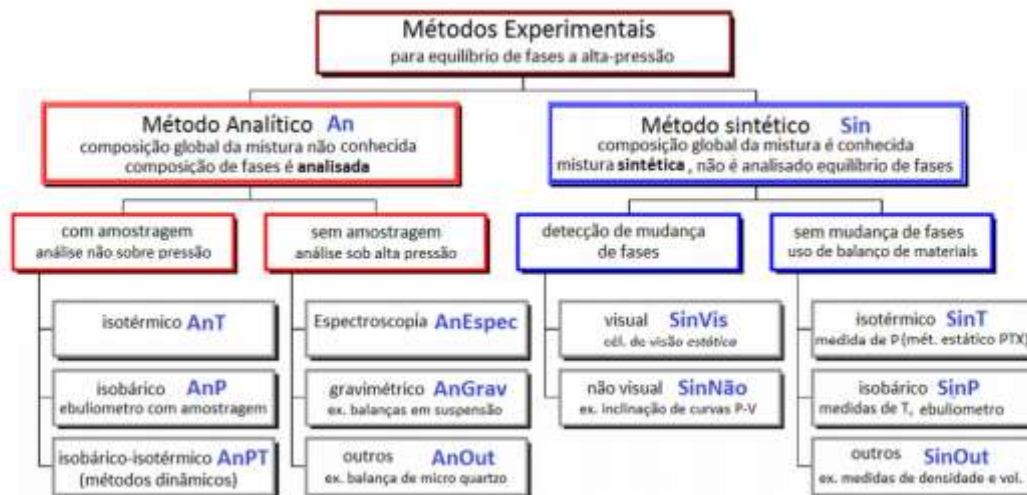 Métodos Experimentais
para equilíbrio de fases a alta-pressão
Método Analítico An
composição global da mistura não conhecida
composição de fases é analisada
Método sintético Sin
composição global da mistura é conhecida
mistura sintética, não é analisado equilíbrio de fases
com amostragem
análise não sobre pressão
sem amostragem
análise sob alta pressão
detecção de mudança
de fases
sem mudança de fases
uso de balanço de materiais
isotérmico AnT
isobárico AnP
ebuliometro com amostragem
isobárico-isotérmico AnPT
(métodos dinâmicos)
Espectroscopia AnEspec
gravimétrico AnGrav
ex. balanças em suspensão
outros AnOut
ex. balança de micro quartzo
visual SinVis
cél. de visão estática
não visual SinNão
ex. inclinação de curvas P-V
isotérmico SinT
medida de P(mét. estático PTX)
isobárico SinP
medidas de T, ebuliometro
outros SinOut
ex. medidas de densidade e vol.